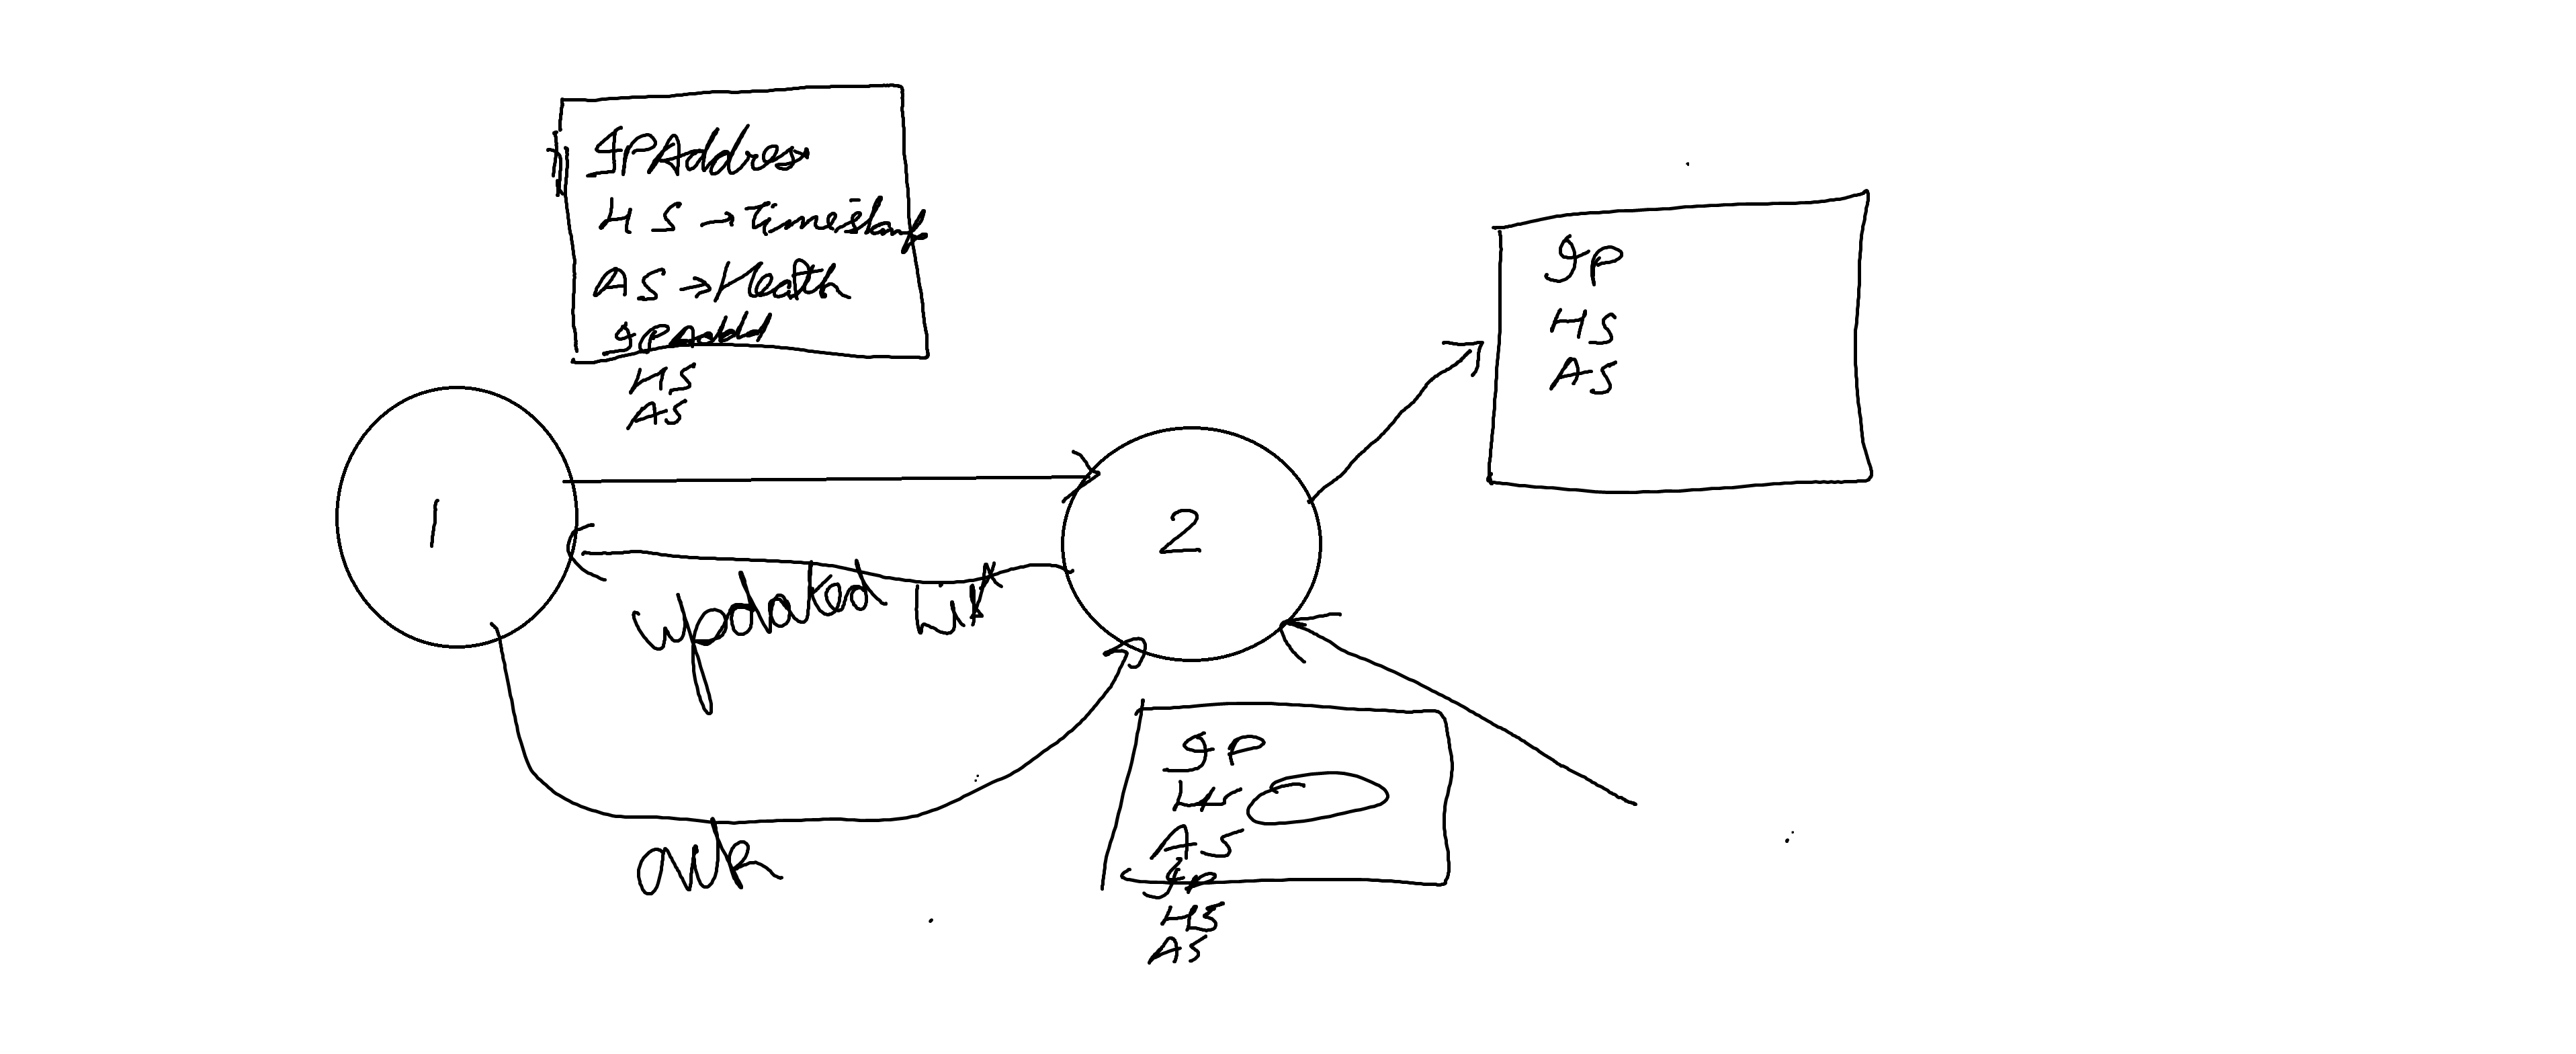 IPAddress
HS → Timestamp
AS → Health
IPAdd
HS
AS
IP
HS
AS
1
2
updated List
ack
IP
HS
AS
IP
HS
AS